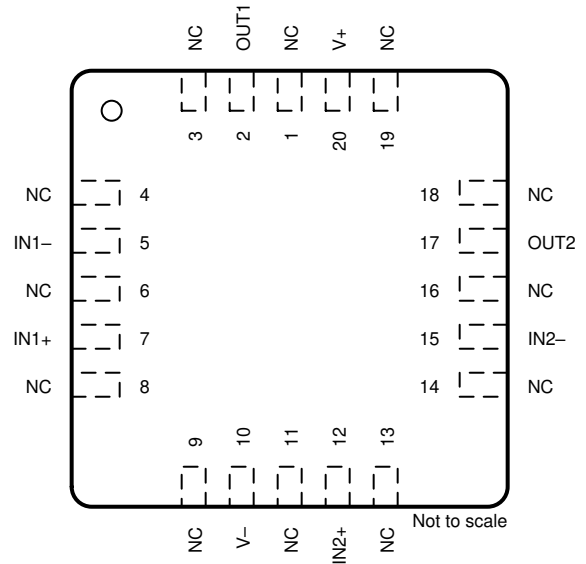 NC OUT1 NC V+ NC
3 2 1 20 19
NC 4 18 NC
IN1– 5 17 OUT2
NC 6 16 NC
IN1+ 7 15 IN2–
NC 8 14 NC
9 10 11 12 13
NC V– NC IN2+ NC
Not to scale